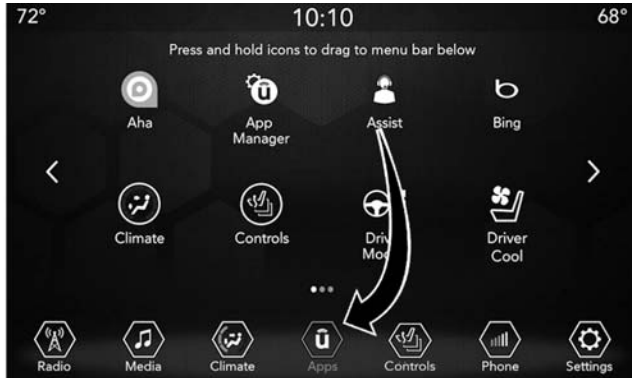 72° 10:10 68°
Press and hold icons to drag to menu bar below
Aha App Assist Bing
Manager
Climate Controls Driver
Cool
Radio Media Climate Apps Controls Phone Settings